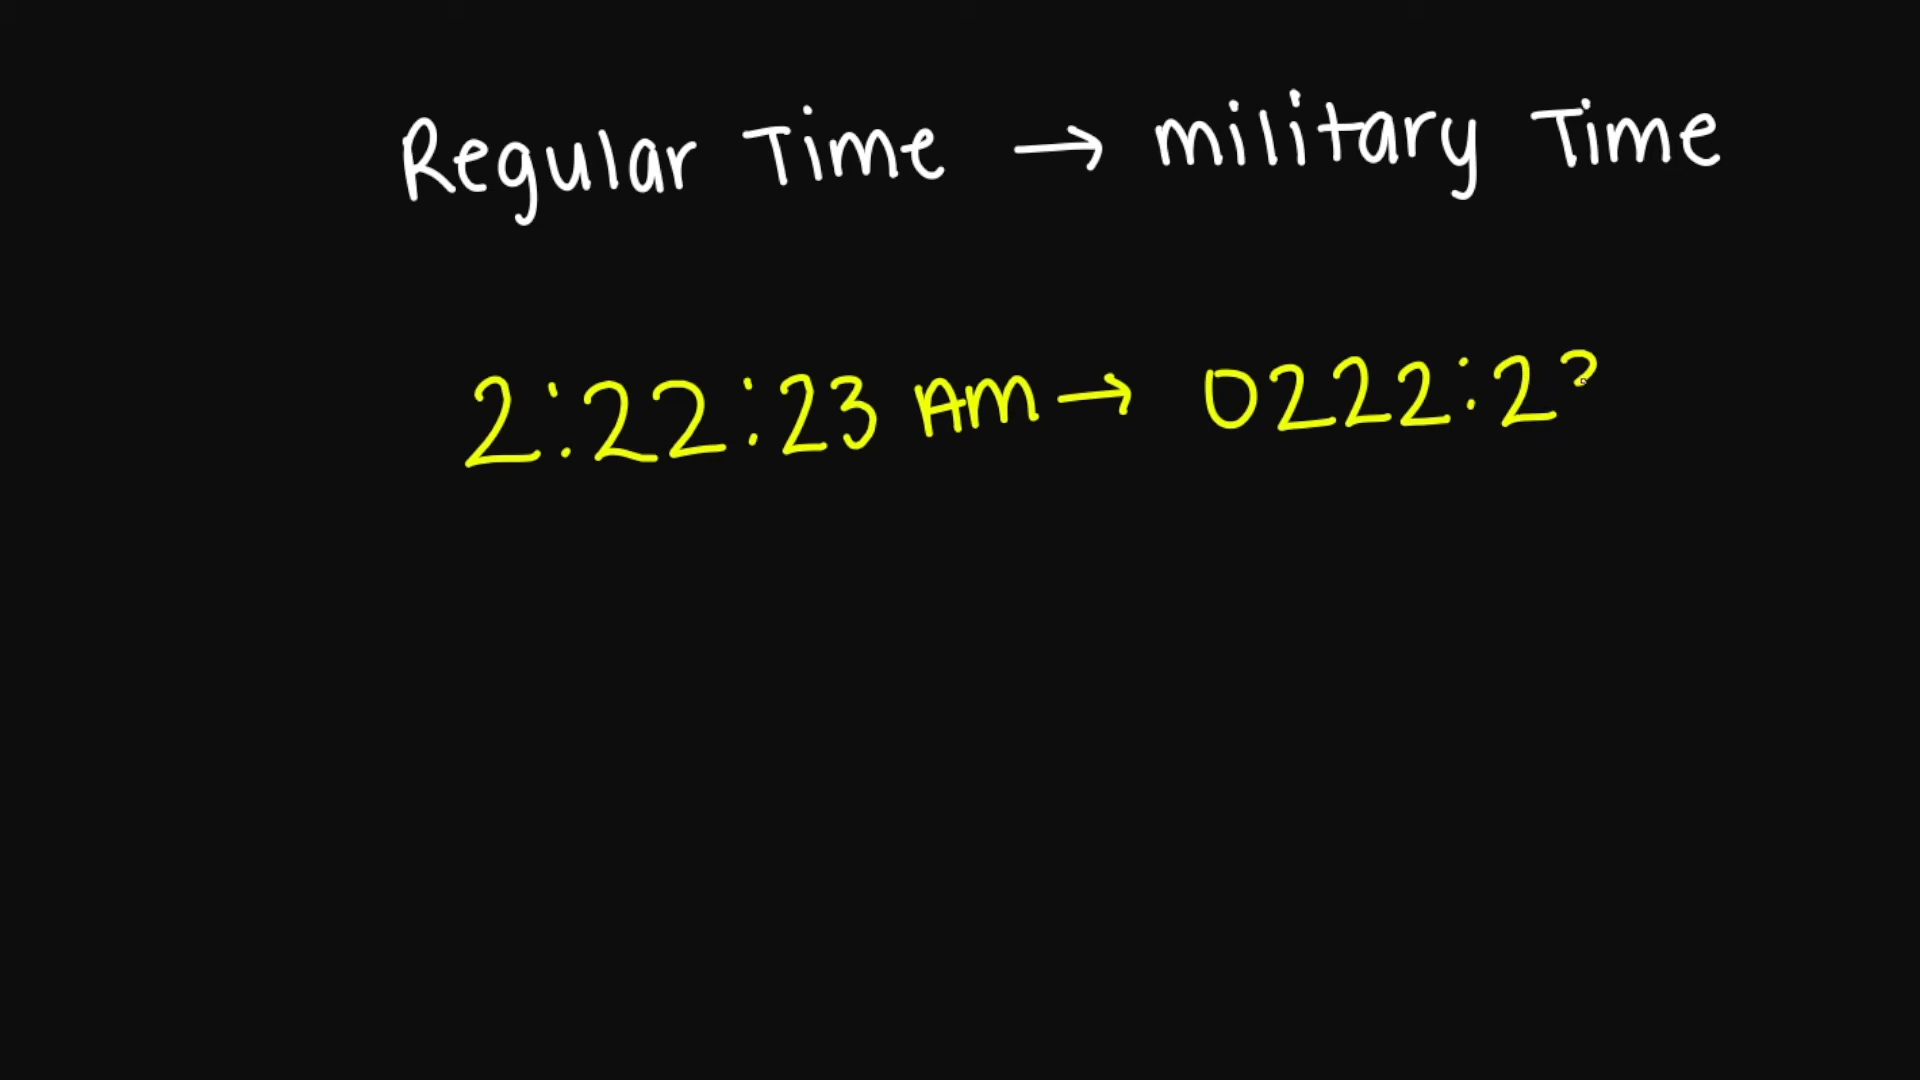 Regular Time → military Time
2:22:23 Am → 0222:2